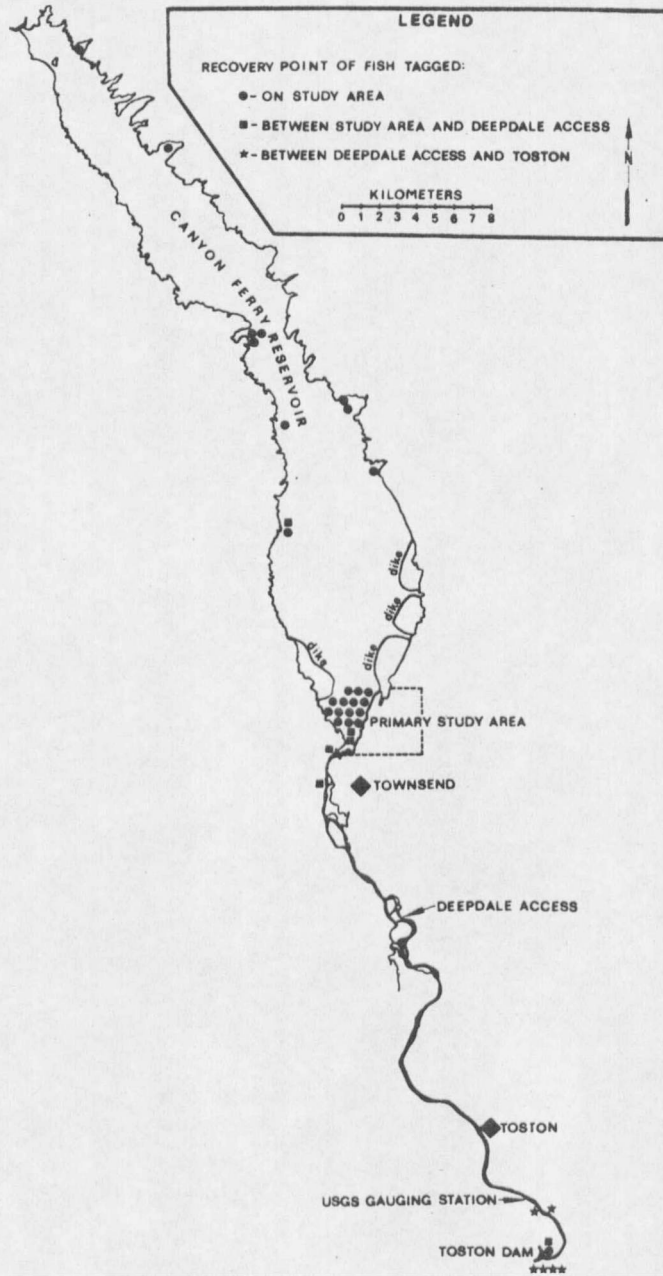 LEGEND
RECOVERY POINT OF FISH TAGGED:
●- ON STUDY AREA
■- BETWEEN STUDY AREA AND DEEPDALE ACCESS
★- BETWEEN DEEPDALE ACCESS AND TOSTON
N
KILOMETERS
0 1 2 3 4 5 6 7 8
CANYON FERRY RESERVOIR
dike
dike
dike
dike
PRIMARY STUDY AREA
TOWNSEND
DEEPDALE ACCESS
TOSTON
USGS GAUGING STATION
TOSTON DAM